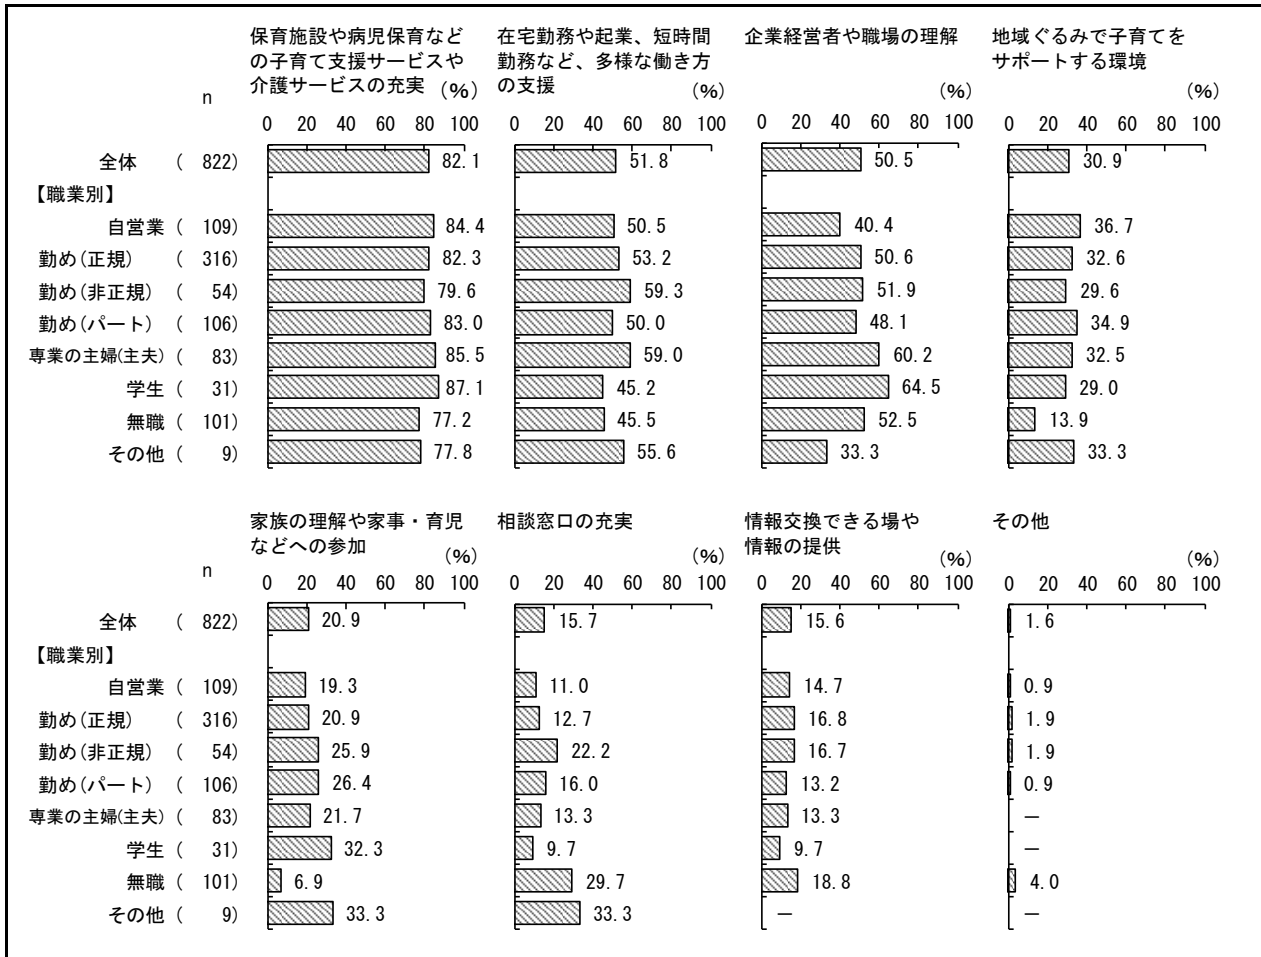 保育施設や病児保育など 在宅勤務や起業、短時間 企業経営者や職場の理解 地域ぐるみで子育てを
の子育て支援サービスや 勤務など、多様な働き方 サポートする環境
介護サービスの充実 (%) の支援 (%) (%) (%)
n
0 20 40 60 80 100 0 20 40 60 80 100 0 20 40 60 80 100 0 20 40 60 80 100
全体 ( 822) 82.1 51.8 50.5 30.9
【職業別】
自営業 ( 109) 84.4 50.5 40.4 36.7
勤め(正規) ( 316) 82.3 53.2 50.6 32.6
勤め(非正規) ( 54) 79.6 59.3 51.9 29.6
勤め(パート) ( 106) 83.0 50.0 48.1 34.9
専業の主婦(主夫) ( 83) 85.5 59.0 60.2 32.5
学生 ( 31) 87.1 45.2 64.5 29.0
無職 ( 101) 77.2 45.5 52.5 13.9
その他 ( 9) 77.8 55.6 33.3 33.3
家族の理解や家事・育児 相談窓口の充実 情報交換できる場や その他
などへの参加 情報の提供
(%) (%) (%) (%)
n
0 20 40 60 80 100 0 20 40 60 80 100 0 20 40 60 80 100 0 20 40 60 80 100
全体 ( 822) 20.9 15.7 15.6 1.6
【職業別】
自営業 ( 109) 19.3 11.0 14.7 0.9
勤め(正規) ( 316) 20.9 12.7 16.8 1.9
勤め(非正規) ( 54) 25.9 22.2 16.7 1.9
勤め(パート) ( 106) 26.4 16.0 13.2 0.9
専業の主婦(主夫) ( 83) 21.7 13.3 13.3 －
学生 ( 31) 32.3 9.7 9.7 －
無職 ( 101) 6.9 29.7 18.8 4.0
その他 ( 9) 33.3 33.3 － －